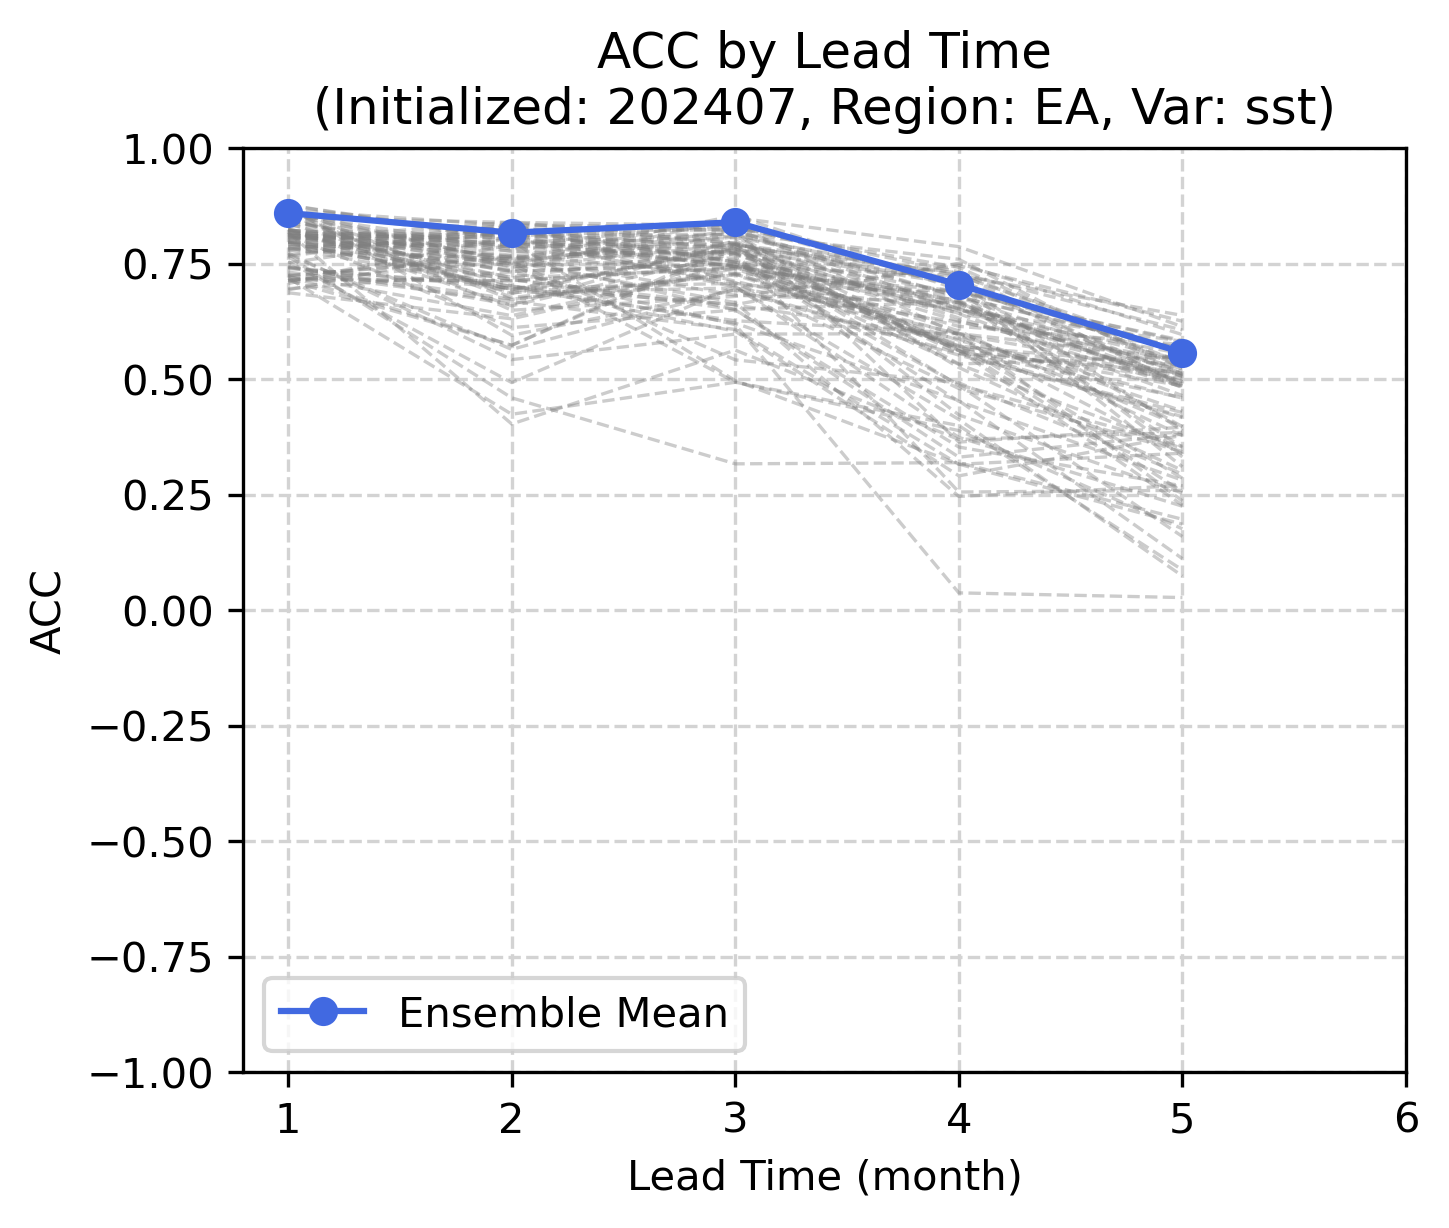 ACC by Lead Time
(Initialized: 202407, Region: EA, Var: sst)
1.00
0.75
0.50
0.25
0.00
−0.25
−0.50
−0.75
−1.00
ACC
Ensemble Mean
1 2 3 4 5 6
Lead Time (month)